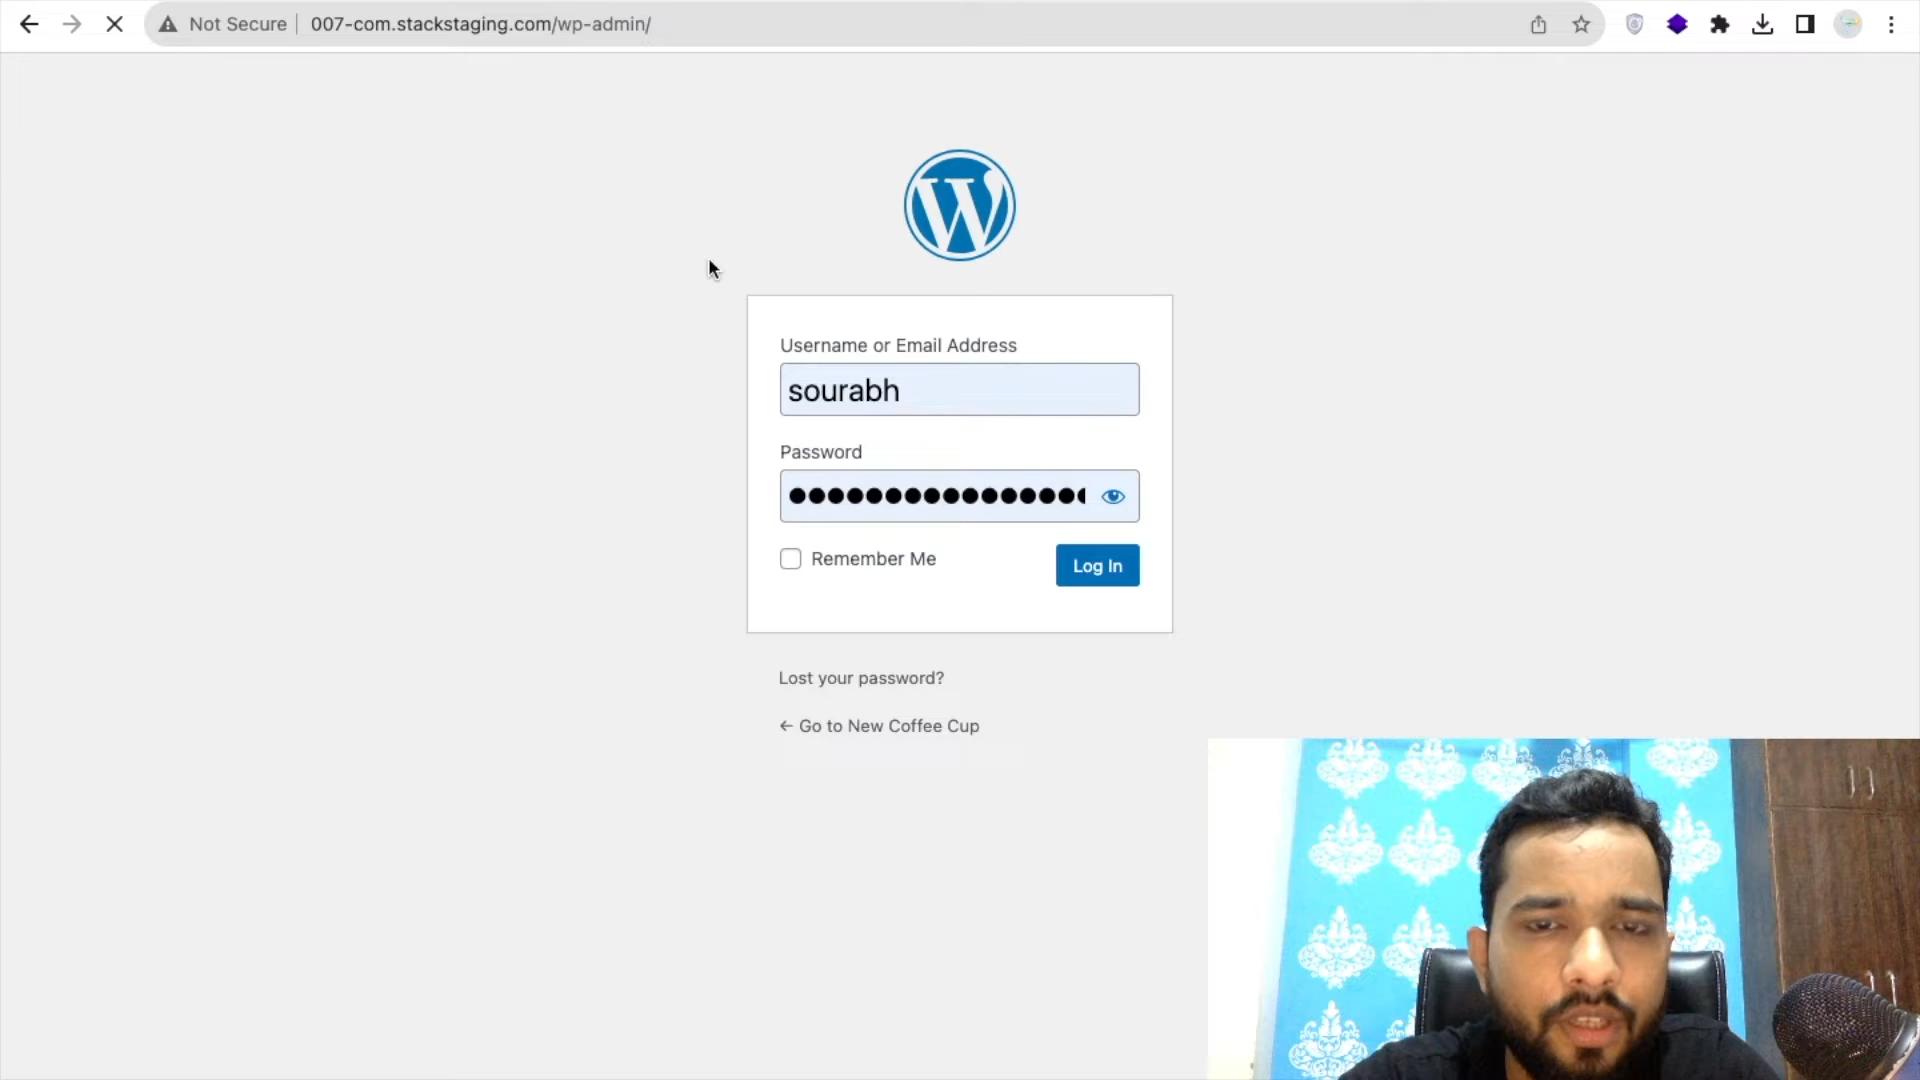 Not Secure
007-com.stackstaging.com/wp-admin/
Username or Email Address
sourabh
Password
Remember Me
Log In
Lost your password?
← Go to New Coffee Cup